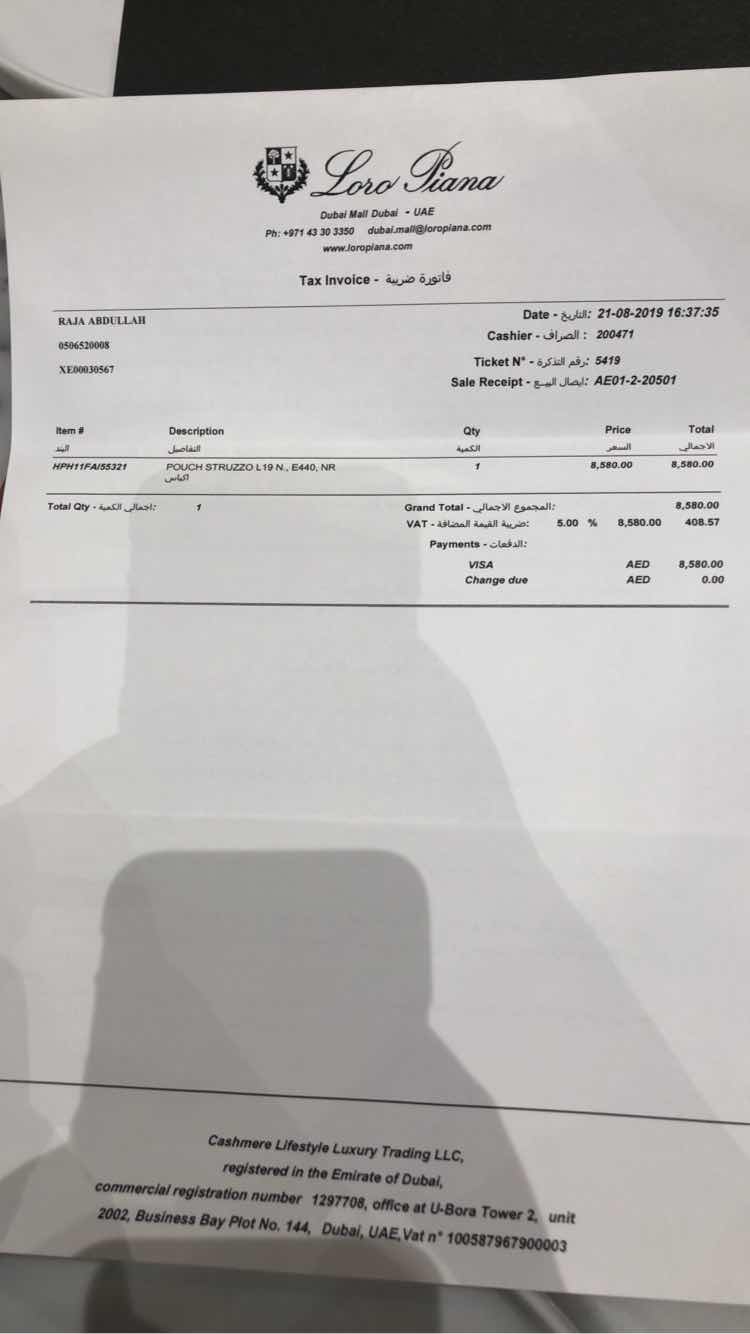 Loro Piana
Dubai Mall Dubai - UAE
Ph: +971 43 30 3350 dubai.mall@loropiana.com
www.loropiana.com
Tax Invoice - فاتورة ضريبة
RAJA ABDULLAH
0506520008
XE00030567
Date - التاريخ: 21-08-2019 16:37:35
Cashier - الصراف : 200471
Ticket N° - رقم التذكرة: 5419
Sale Receipt - ايصال البيع: AE01-2-20501
Item # Description Qty Price Total
البند التفاصيل الكمية السعر الاجمالي
HPH11FAI55321 POUCH STRUZZO L19 N., E440, NR 1 8,580.00 8,580.00
اكياس
Total Qty - اجمالي الكمية: 1
Grand Total - المجموع الاجمالي: 8,580.00
VAT - ضريبة القيمة المضافة: 5.00 % 8,580.00 408.57
Payments - الدفعات:
VISA AED 8,580.00
Change due AED 0.00
Cashmere Lifestyle Luxury Trading LLC,
registered in the Emirate of Dubai,
commercial registration number 1297708, office at U-Bora Tower 2, unit
2002, Business Bay Plot No. 144, Dubai, UAE,Vat n° 100587967900003